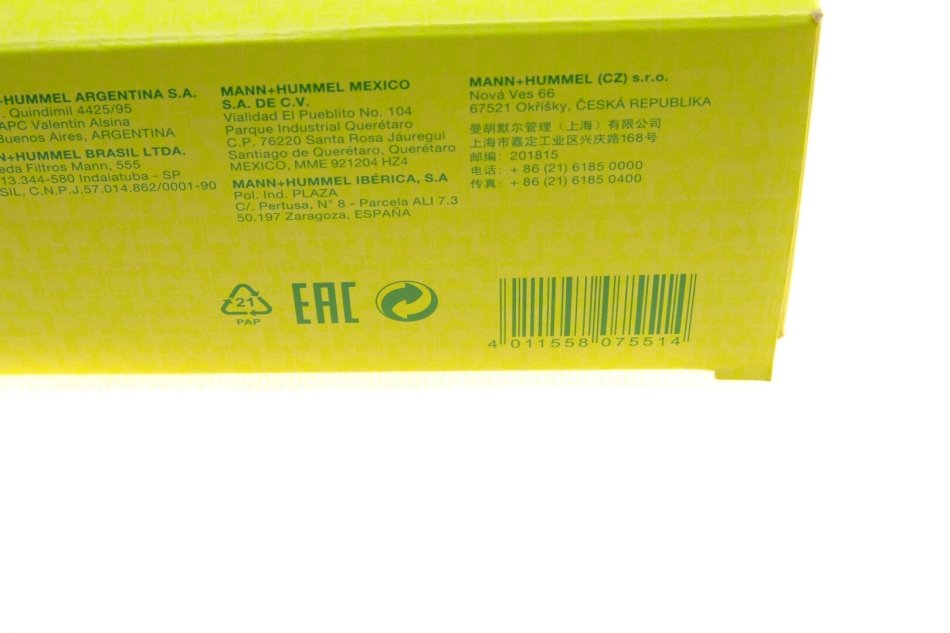 +HUMMEL ARGENTINA S.A.
. Quindimil 4425/95
APC Valentín Alsina
Buenos Aires, ARGENTINA
N+HUMMEL BRASIL LTDA.
eda Filtros Mann, 555
13.344-580 Indaiatuba - SP
SIL, C.N.P.J.57.014.862/0001-90
MANN+HUMMEL MEXICO
S.A. DE C.V.
Vialidad El Pueblito No. 104
Parque Industrial Querétaro
C.P. 76220 Santa Rosa Jáuregui
Santiago de Querétaro, Querétaro
MEXICO, MME 921204 HZ4
MANN+HUMMEL IBÉRICA, S.A
Pol. Ind. PLAZA
C/. Pertusa, N° 8 - Parcela ALI 7.3
50.197 Zaragoza, ESPAÑA
MANN+HUMMEL (CZ) s.r.o.
Nová Ves 66
67521 Okříšky, ČESKÁ REPUBLIKA
曼胡默尔管理（上海）有限公司
上海市嘉定工业区兴庆路168号
邮编: 201815
电话: + 86 (21) 6185 0000
传真: + 86 (21) 6185 0400
21
PAP
EAC
4 011558 075514